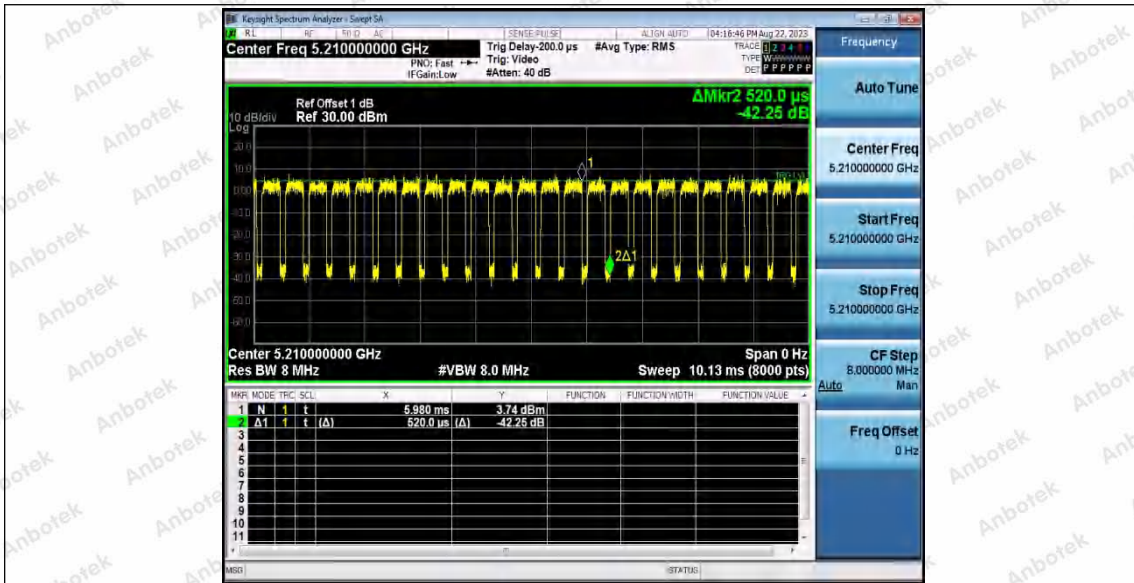 Keysight Spectrum Analyzer - Swept SA
RL RF 50 Ω AC SENSE:PULSE ALIGN AUTO 04:16:46 PM Aug 22, 2023
Center Freq 5.210000000 GHz
Trig Delay-200.0 µs #Avg Type: RMS
TRACE 1 2 3 4 5 6
PNO: Fast Trig: Video
TYPE
IFGain:Low #Atten: 40 dB
DET P P P P P P
ΔMkr2 520.0 µs
-42.25 dB
Ref Offset 1 dB
10 dB/div Ref 30.00 dBm
Log
20.0
10.0
0.00
-10.0
-20.0
-30.0
-40.0
-50.0
-60.0
1
TRIG LVL
2Δ1
Center 5.210000000 GHz Span 0 Hz
Res BW 8 MHz #VBW 8.0 MHz Sweep 10.13 ms (8000 pts)
MKR MODE TRC SCL X Y FUNCTION FUNCTION WIDTH FUNCTION VALUE
1 N 1 t 5.980 ms 3.74 dBm
2 Δ1 1 t (Δ) 520.0 µs (Δ) -42.25 dB
3
4
5
6
7
8
9
10
11
MSG STATUS
Frequency
Auto Tune
Center Freq
5.210000000 GHz
Start Freq
5.210000000 GHz
Stop Freq
5.210000000 GHz
CF Step
8.000000 MHz
Auto Man
Freq Offset
0 Hz
Anbotek